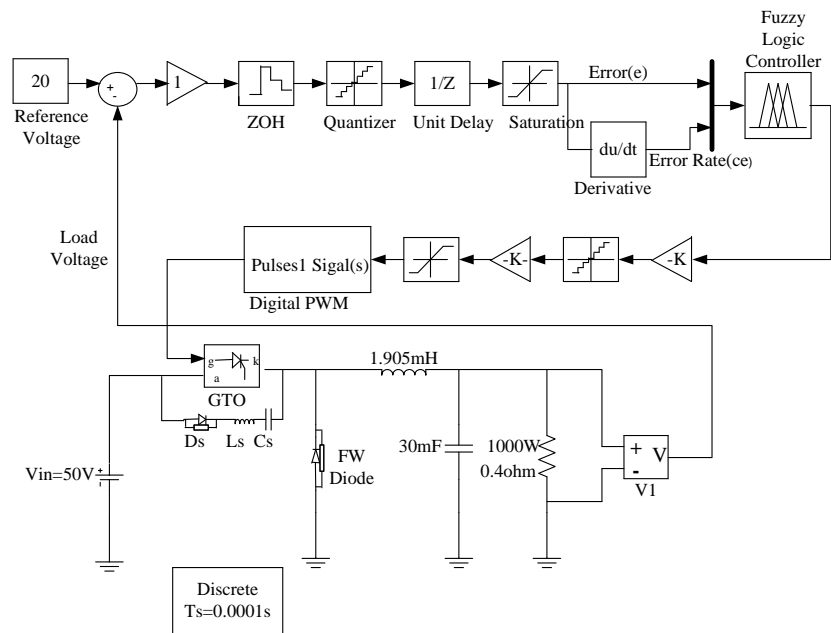 Fuzzy
Logic
Controller
20
+
-
1
1/Z
Error(e)
Reference
Voltage
ZOH
Quantizer
Unit Delay
Saturation
du/dt
Error Rate(ce)
Derivative
Load
Voltage
Pulses1 Sigal(s)
-K-
-K
Digital PWM
g
k
a
GTO
1.905mH
Ds
Ls
Cs
Vin=50V
+
-
FW
Diode
30mF
1000W
0.4ohm
+
-
V
V1
Discrete
Ts=0.0001s